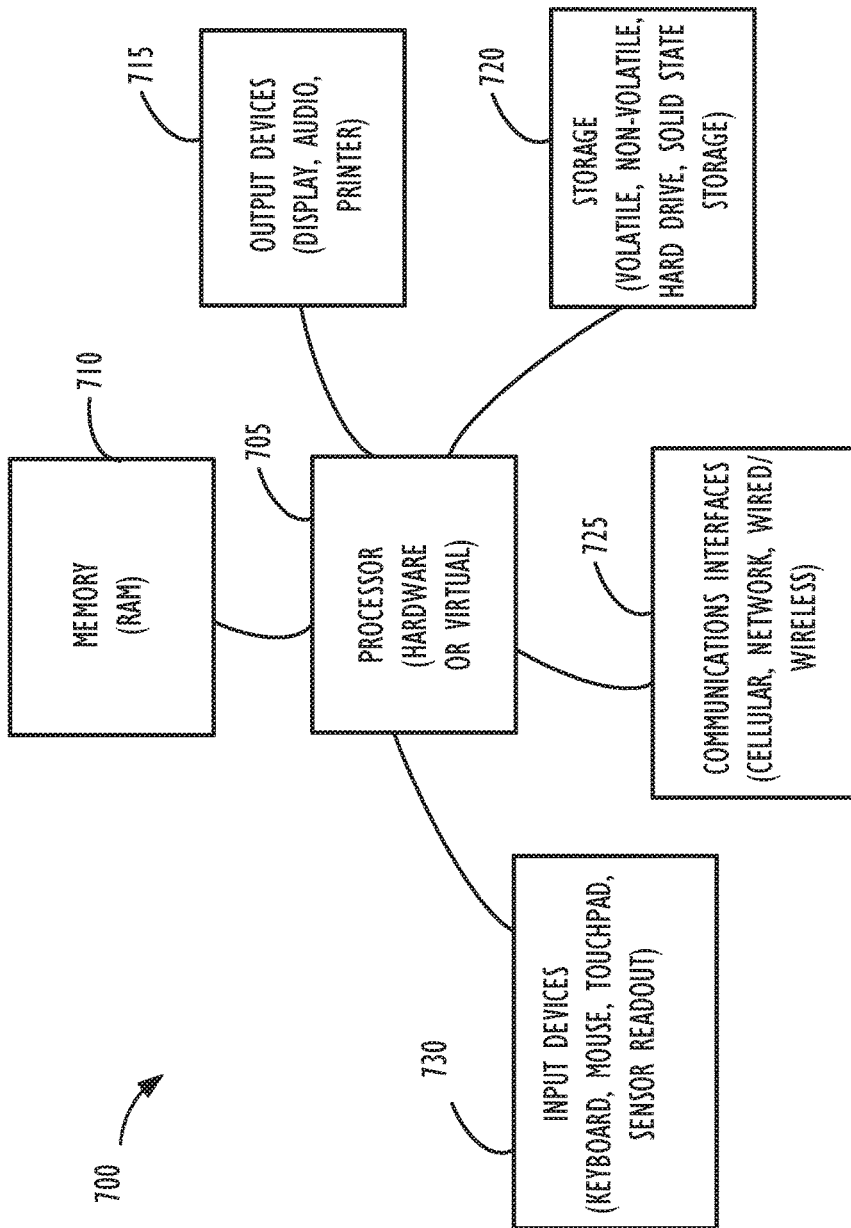 700
730
INPUT DEVICES
(KEYBOARD, MOUSE, TOUCHPAD,
SENSOR READOUT)
MEMORY
(RAM)
710
705
PROCESSOR
(HARDWARE
OR VIRTUAL)
725
COMMUNICATIONS INTERFACES
(CELLULAR, NETWORK, WIRED/
WIRELESS)
715
OUTPUT DEVICES
(DISPLAY, AUDIO,
PRINTER)
720
STORAGE
(VOLATILE, NON-VOLATILE,
HARD DRIVE, SOLID STATE
STORAGE)